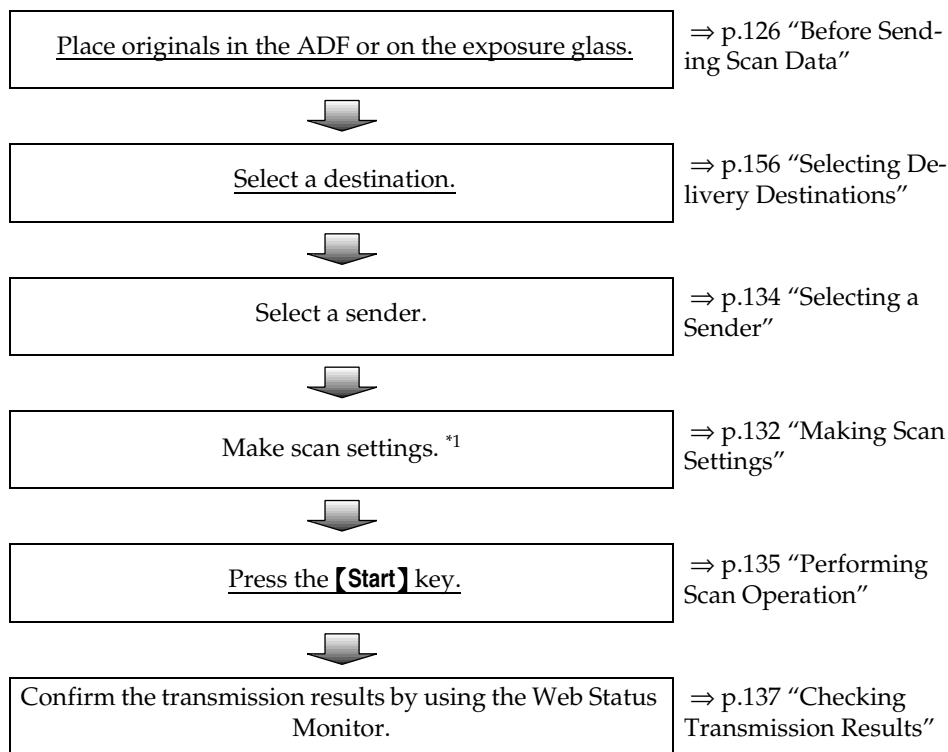 Place originals in the ADF or on the exposure glass.
⇒ p.126 “Before Send-
ing Scan Data”
Select a destination.
⇒ p.156 “Selecting De-
livery Destinations”
Select a sender.
⇒ p.134 “Selecting a
Sender”
Make scan settings. *1
⇒ p.132 “Making Scan
Settings”
Press the【Start】key.
⇒ p.135 “Performing
Scan Operation”
Confirm the transmission results by using the Web Status
Monitor.
⇒ p.137 “Checking
Transmission Results”